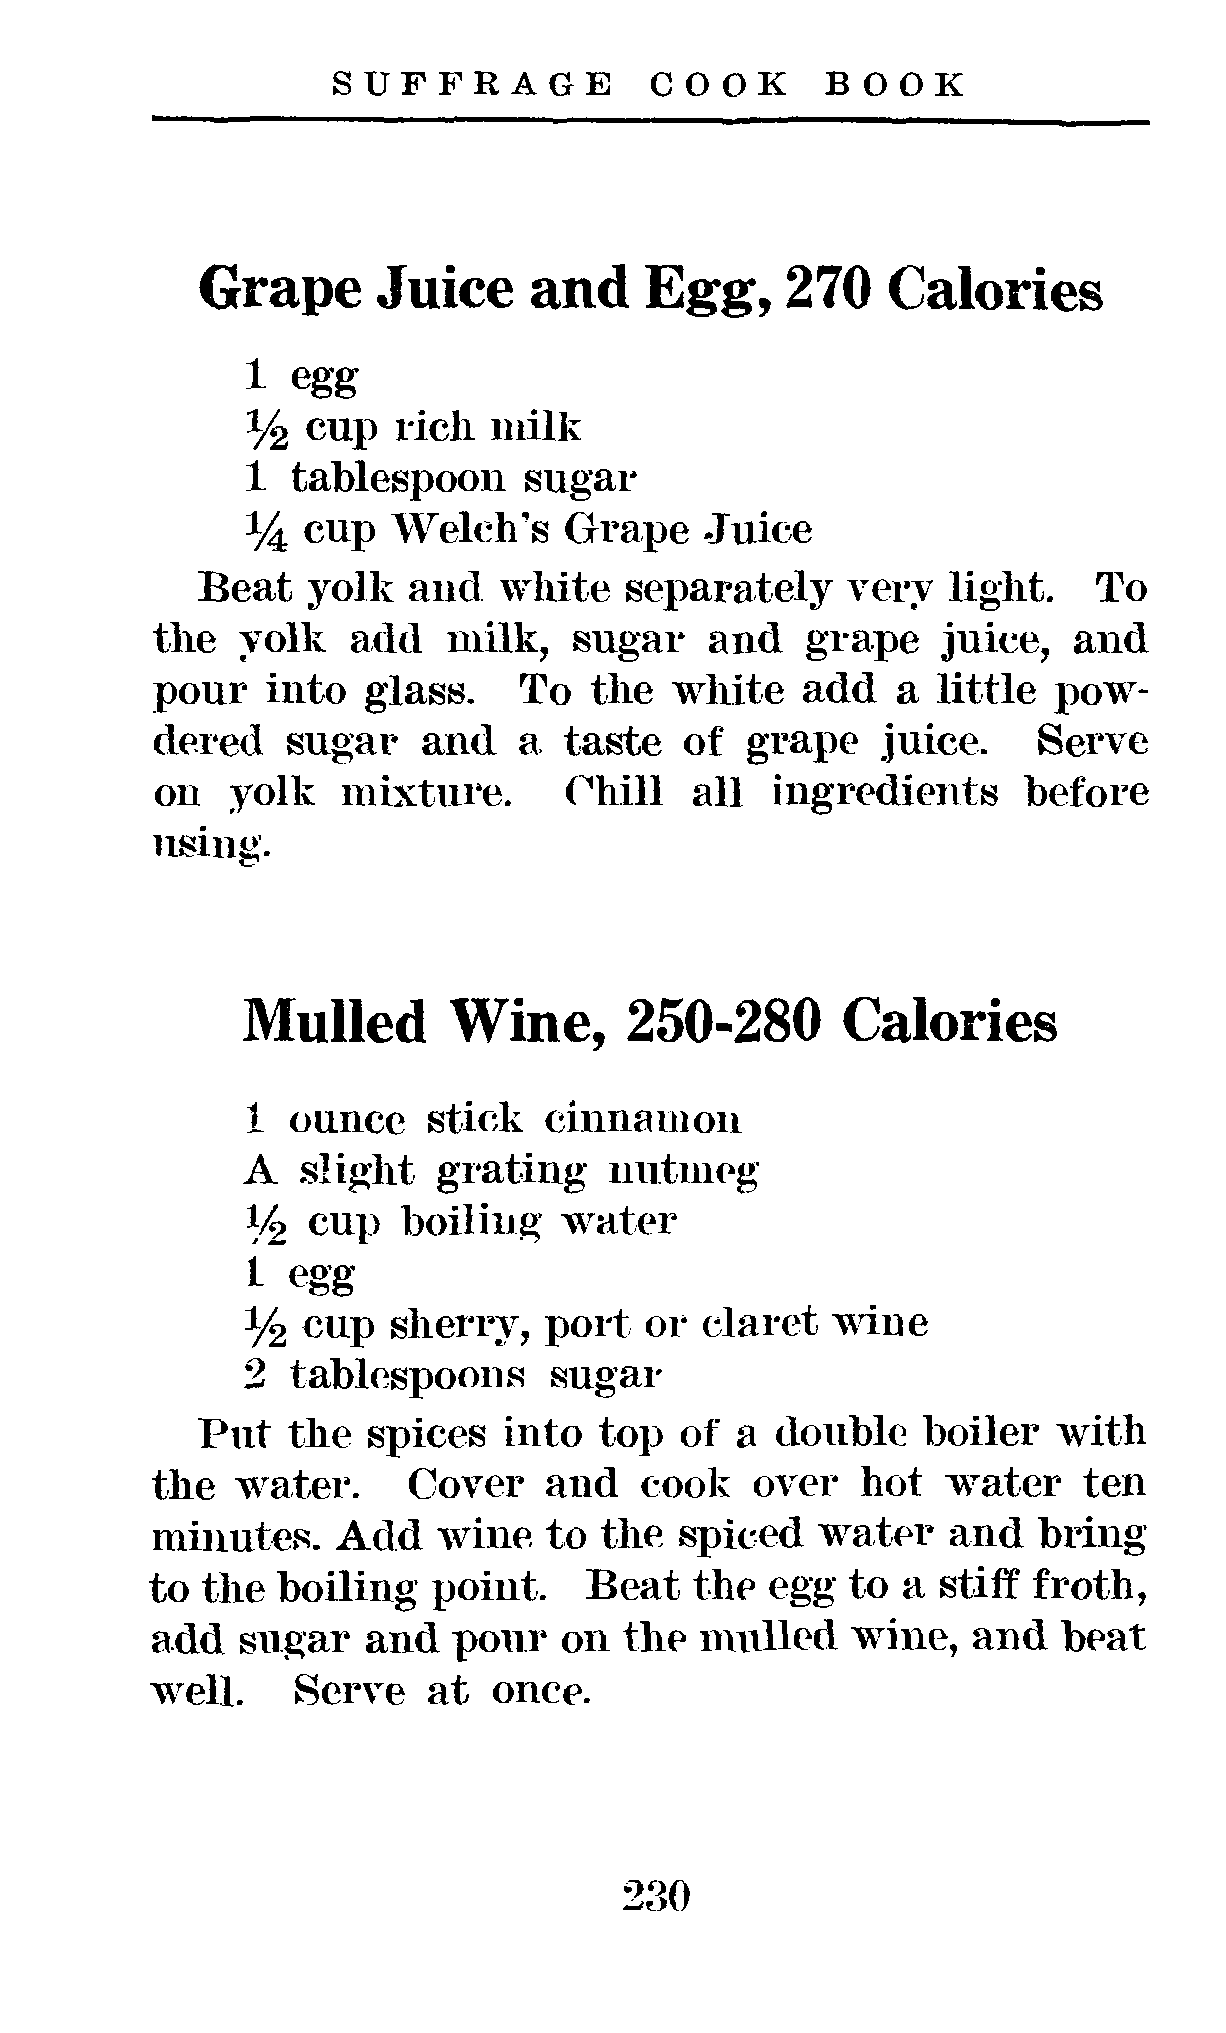 SUFFRAGE COOK BOOK
Grape Juice and Egg, 270 Calories
1 egg
½ cup rich milk
1 tablespoon sugar
¼ cup Welch's Grape Juice
Beat yolk and white separately very light. To
the yolk add milk, sugar and grape juice, and
pour into glass. To the white add a little pow-
dered sugar and a taste of grape juice. Serve
on yolk mixture. Chill all ingredients before
using.
Mulled Wine, 250-280 Calories
1 ounce stick cinnamon
A slight grating nutmeg
½ cup boiling water
1 egg
½ cup sherry, port or claret wine
2 tablespoons sugar
Put the spices into top of a double boiler with
the water. Cover and cook over hot water ten
minutes. Add wine to the spiced water and bring
to the boiling point. Beat the egg to a stiff froth,
add sugar and pour on the mulled wine, and beat
well. Serve at once.
230